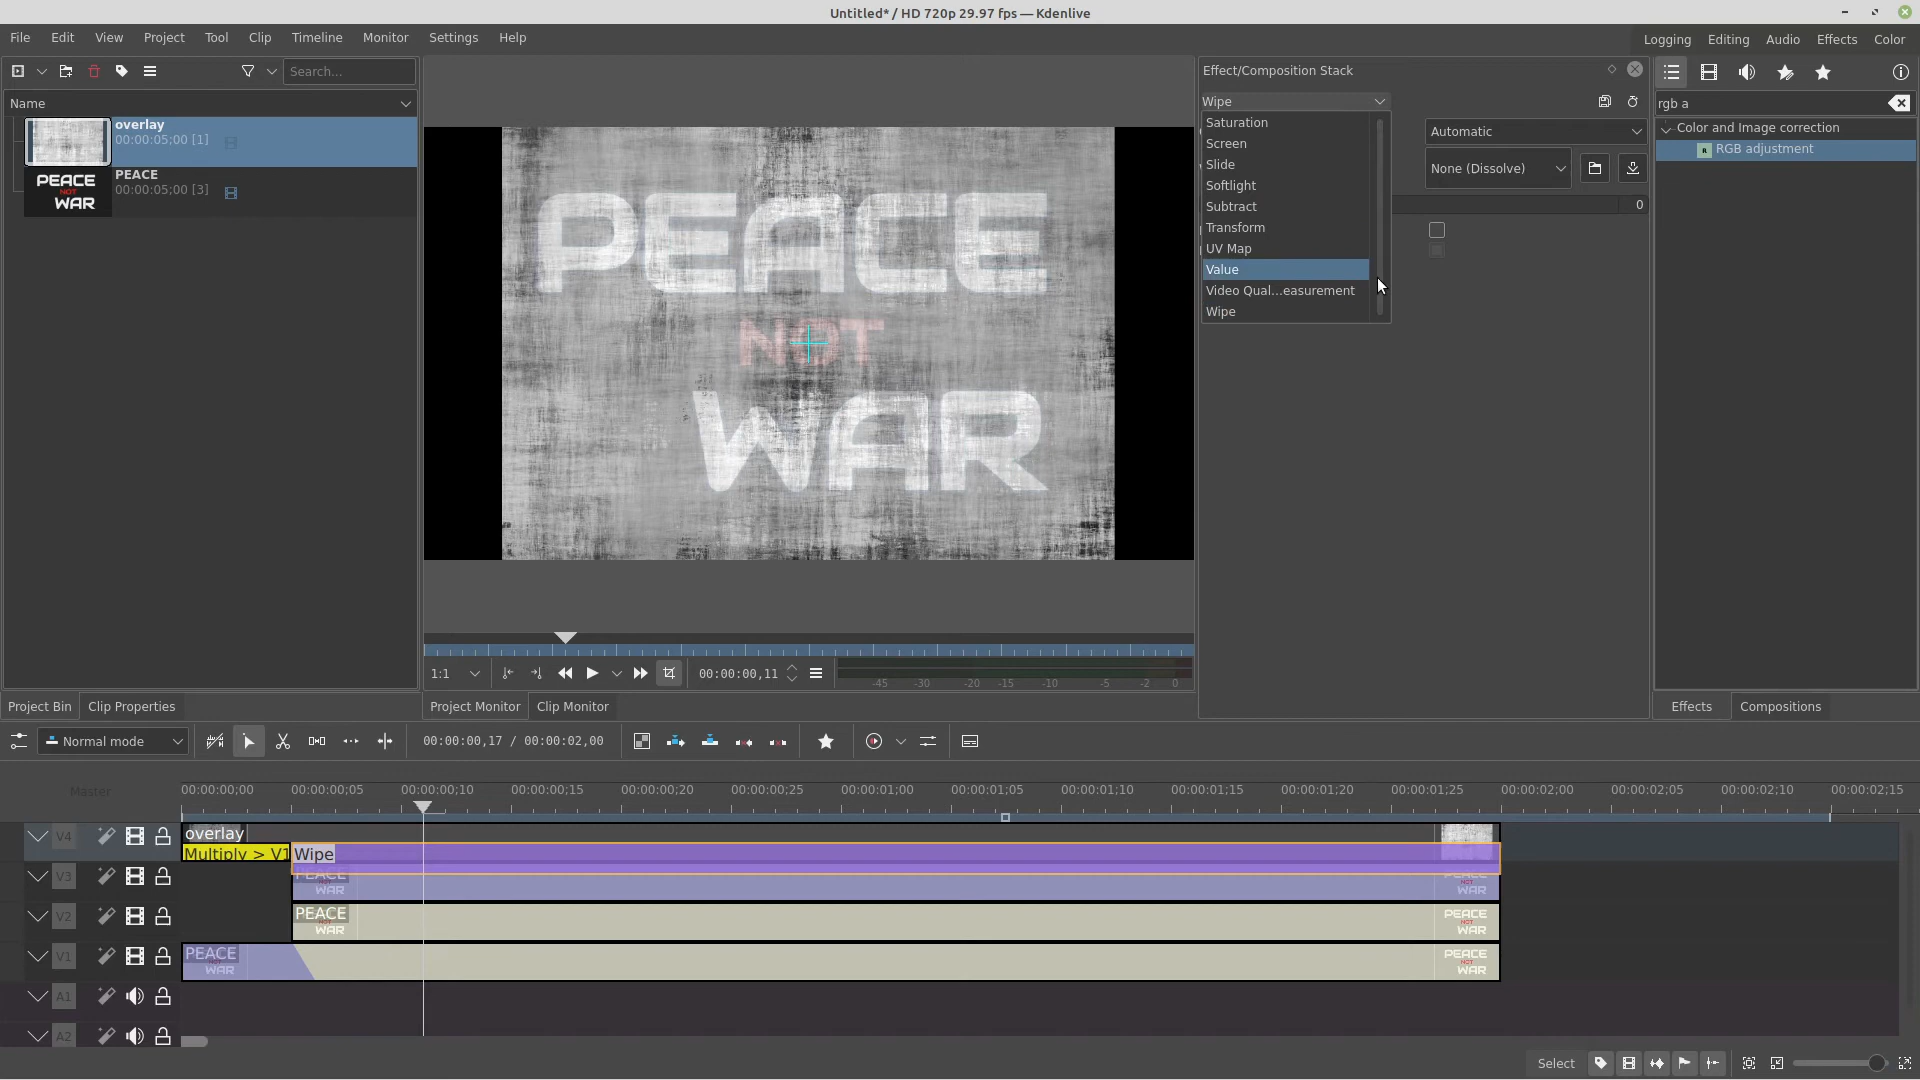 Untitled* / HD 720p 29.97 fps — Kdenlive
File Edit View Project Tool Clip Timeline Monitor Settings Help
Logging Editing Audio Effects Color
Search...
Name
overlay
00:00:05;00 [1]
PEACE
00:00:05;00 [3]
PEACE
NOT
WAR
Project Bin Clip Properties
PEACE
NOT
WAR
1:1
00:00:00,11
-45 -30 -20 -15 -10 -5 -2 0
Project Monitor Clip Monitor
Effect/Composition Stack
Wipe
Saturation
Screen
Slide
Softlight
Subtract
Transform
UV Map
Value
Video Qual...easurement
Wipe
Automatic
None (Dissolve)
0
rgb a
Color and Image correction
RGB adjustment
Effects Compositions
Normal mode
00:00:00,17 / 00:00:02,00
Master
00:00:00;00 00:00:00;05 00:00:00;10 00:00:00;15 00:00:00;20 00:00:00;25 00:00:01;00 00:00:01;05 00:00:01;10 00:00:01;15 00:00:01;20 00:00:01;25 00:00:02;00 00:00:02;05 00:00:02;10 00:00:02;15
V4 overlay
Multiply > V1 Wipe
V3 PEACE
WAR
WAR
V2 PEACE
NOT
WAR
PEACE
NOT
WAR
V1 PEACE
WAR
PEACE
NOT
WAR
A1
A2
Select